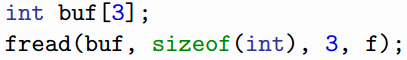 int buf[3];
fread(buf, sizeof(int), 3, f);